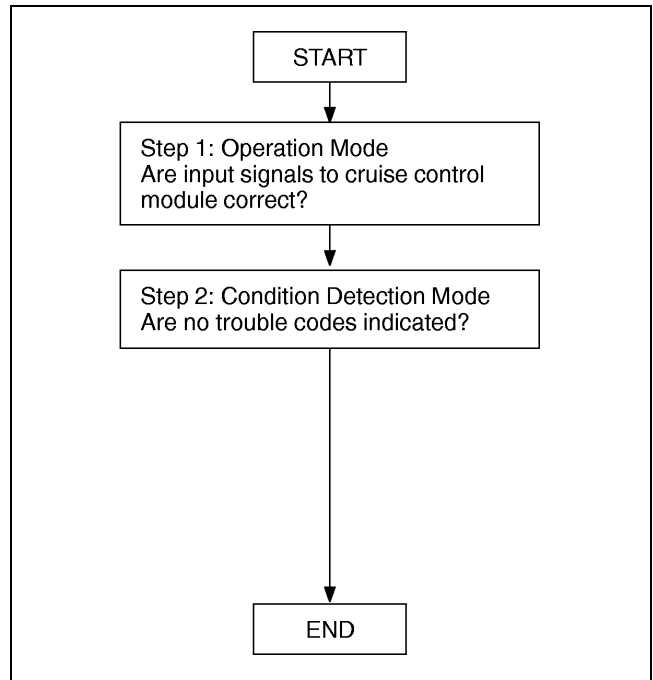 START
Step 1: Operation Mode
Are input signals to cruise control
module correct?
Step 2: Condition Detection Mode
Are no trouble codes indicated?
END